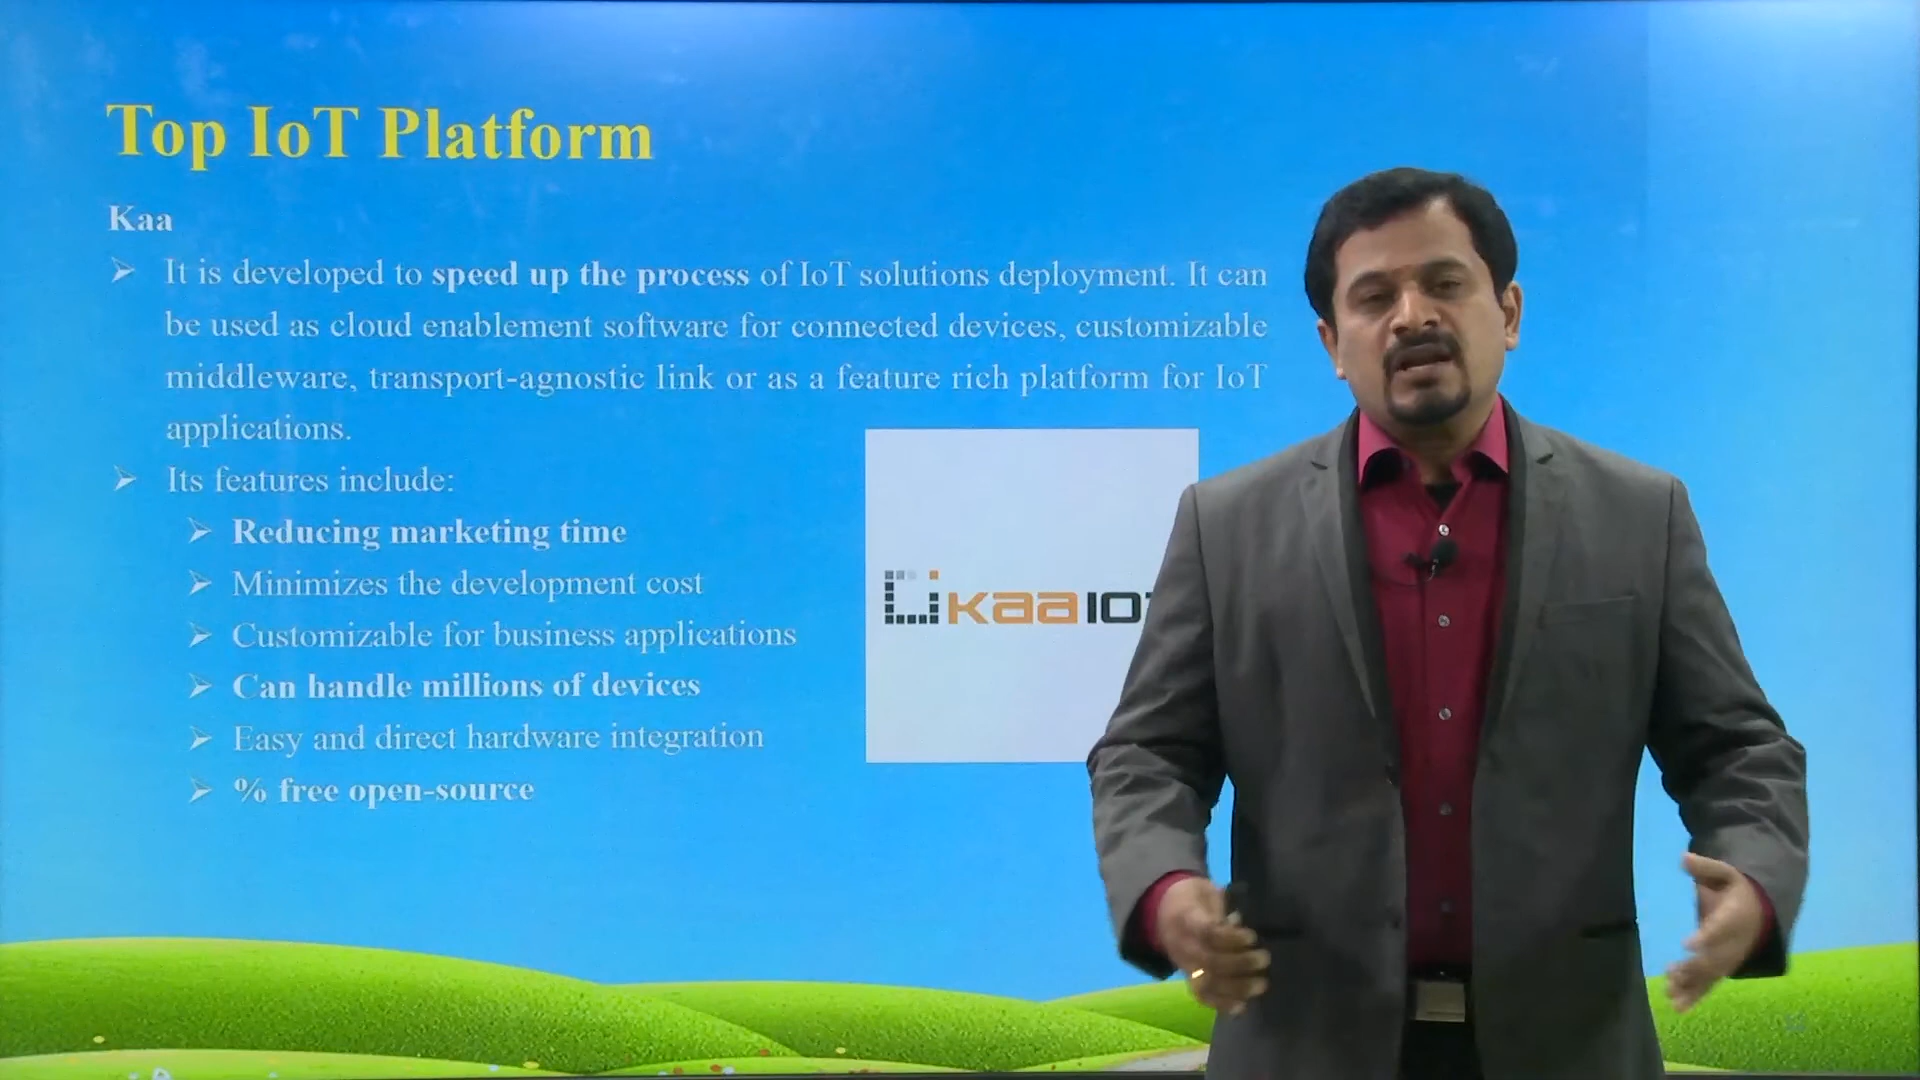 Top IoT Platform
Kaa
➤ It is developed to speed up the process of IoT solutions deployment. It can
be used as cloud enablement software for connected devices, customizable
middleware, transport-agnostic link or as a feature rich platform for IoT
applications.
➤ Its features include:
➤ Reducing marketing time
➤ Minimizes the development cost
➤ Customizable for business applications
➤ Can handle millions of devices
➤ Easy and direct hardware integration
➤ % free open-source
kaa IO